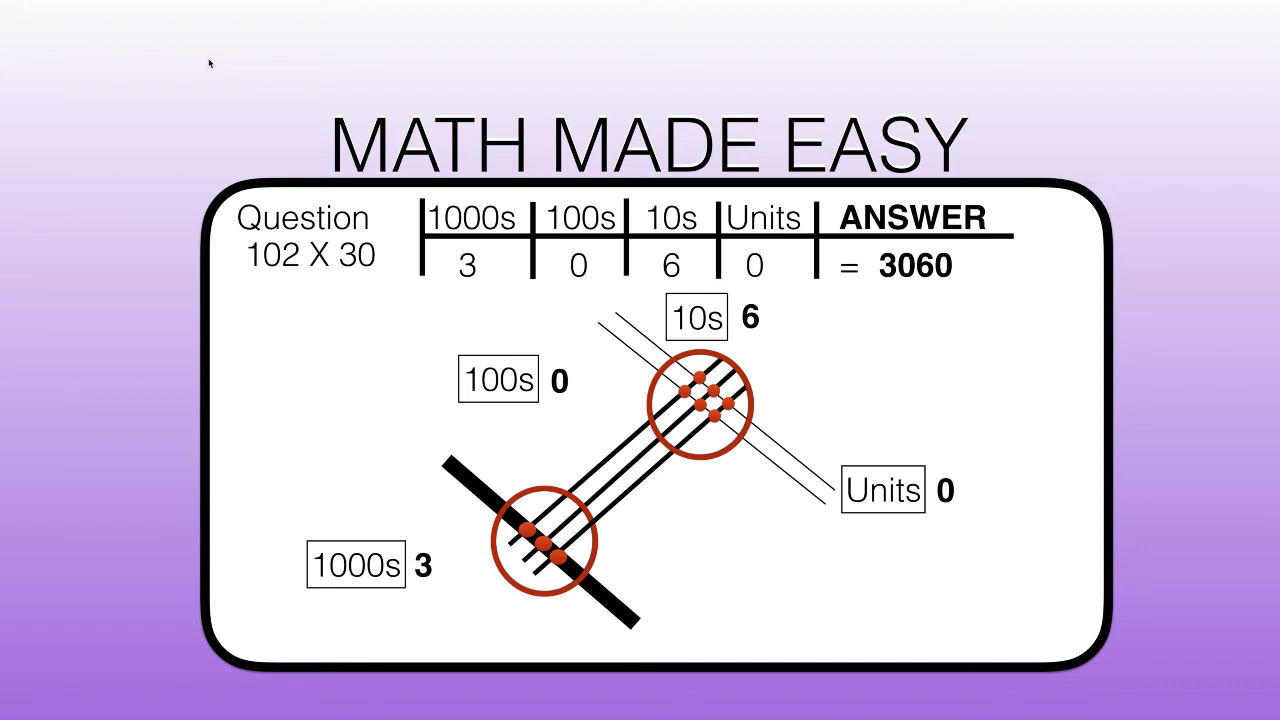 MATH MADE EASY
Question 1000s 100s 10s Units ANSWER
102 X 30 3 0 6 0 = 3060
10s 6
100s 0
Units 0
1000s 3